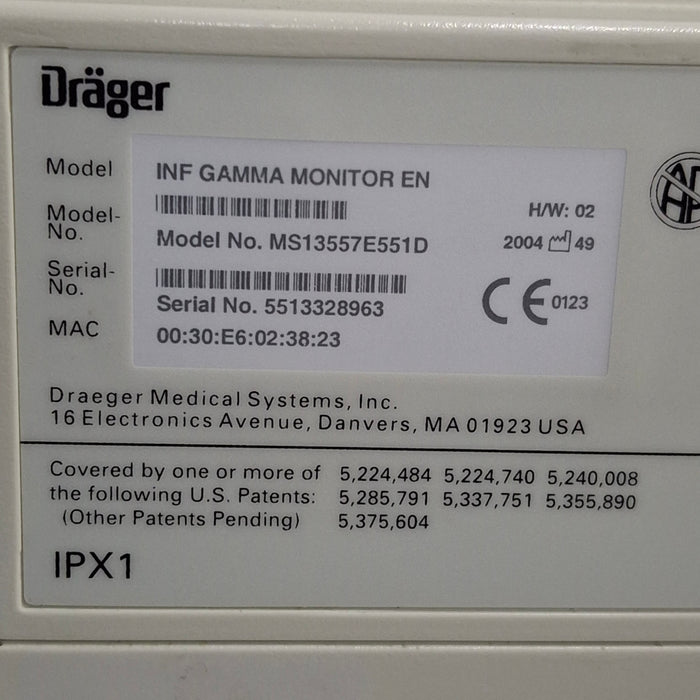 Dräger
Model INF GAMMA MONITOR EN
H/W: 02
Model-
No. Model No. MS13557E551D
2004 49
Serial-
No. Serial No. 5513328963
CE 0123
MAC 00:30:E6:02:38:23
Draeger Medical Systems, Inc.
16 Electronics Avenue, Danvers, MA 01923 USA
Covered by one or more of 5,224,484 5,224,740 5,240,008
the following U.S. Patents: 5,285,791 5,337,751 5,355,890
(Other Patents Pending) 5,375,604
IPX1